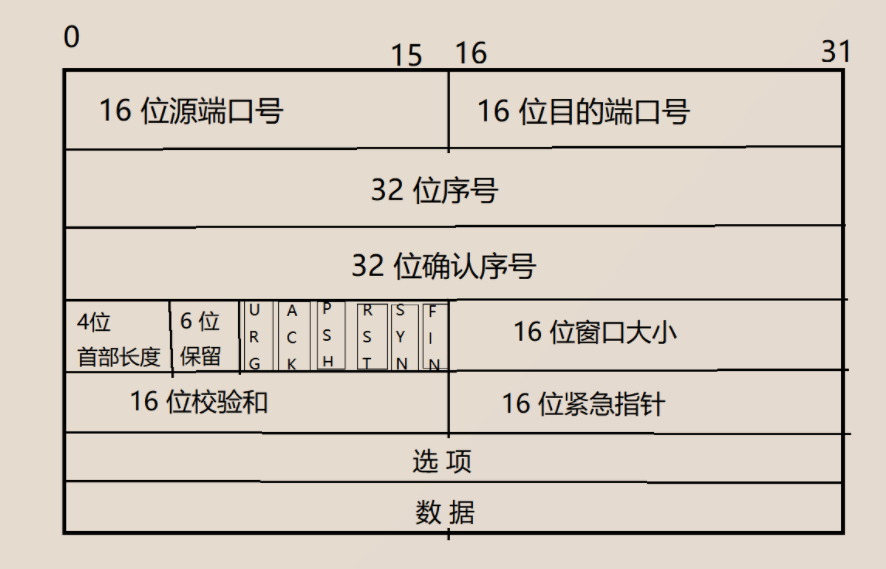 0 15 16 31
16 位源端口号 16 位目的端口号
32 位序号
32 位确认序号
4位
首部长度
6 位
保留
URG
ACK
PSH
RST
SYN
FIN
16 位窗口大小
16 位校验和 16 位紧急指针
选 项
数 据